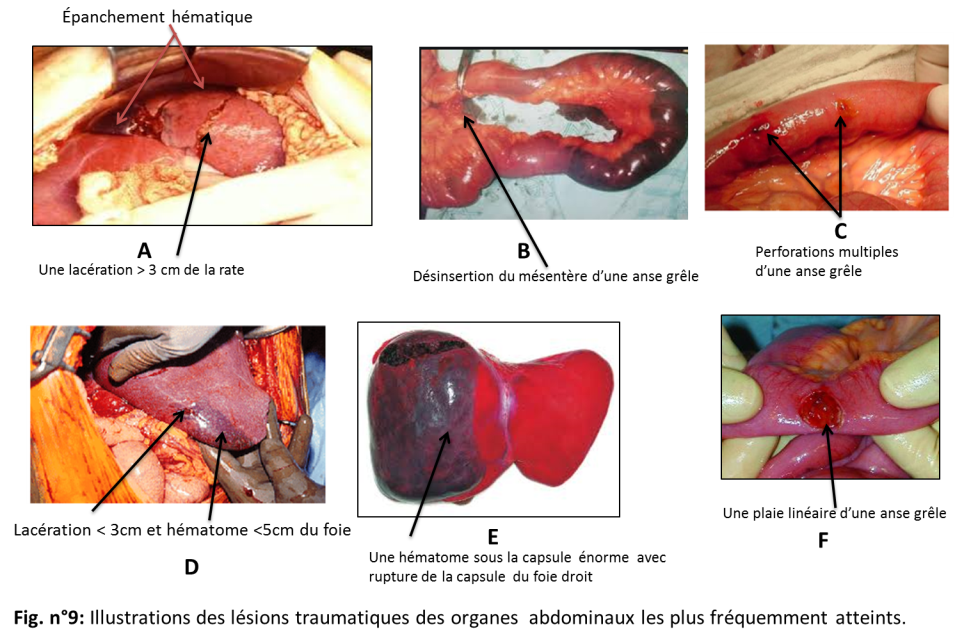 Épanchement hématique
A
Une lacération > 3 cm de la rate
B
Désinsertion du mésentère d'une anse grêle
C
Perforations multiples
d'une anse grêle
Lacération < 3cm et hématome <5cm du foie
D
E
Une hématome sous la capsule énorme avec
rupture de la capsule du foie droit
Une plaie linéaire d'une anse grêle
F
Fig. n°9: Illustrations des lésions traumatiques des organes abdominaux les plus fréquemment atteints.